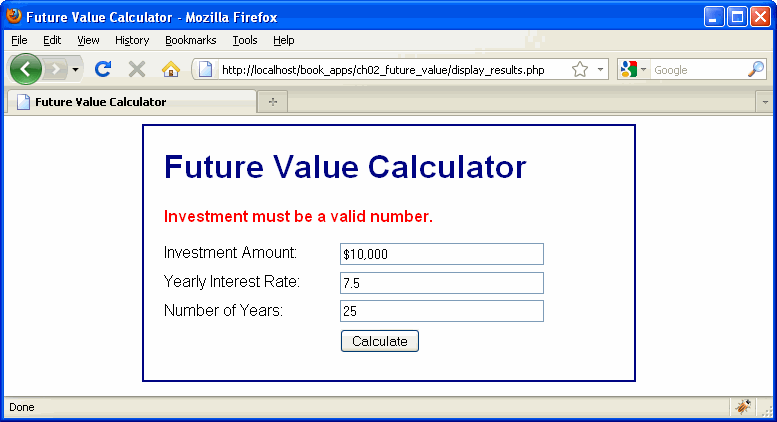 Future Value Calculator - Mozilla Firefox
File Edit View History Bookmarks Tools Help
http://localhost/book_apps/ch02_future_value/display_results.php Google
Future Value Calculator
Future Value Calculator
Investment must be a valid number.
Investment Amount: $10,000
Yearly Interest Rate: 7.5
Number of Years: 25
Calculate
Done